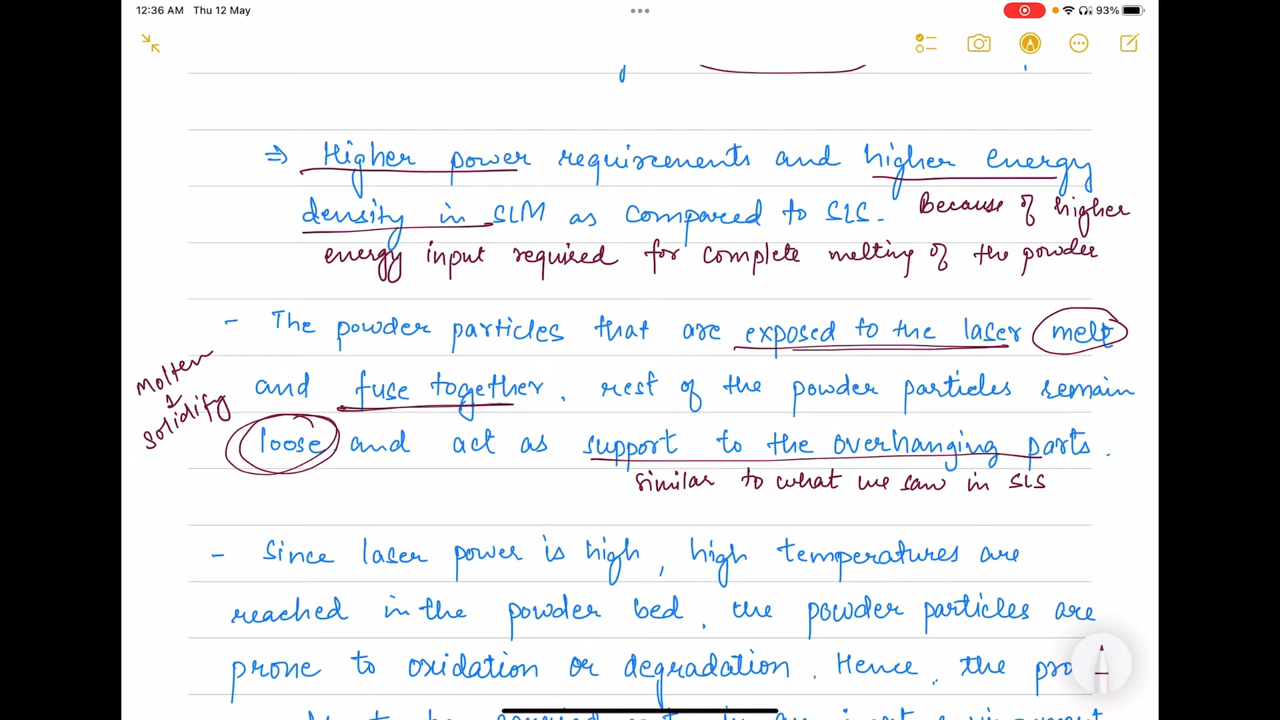 12:36 AM Thu 12 May
93%
⇒ Higher power requirements and higher energy
density in SLM as compared to SLS. Because of higher
energy input required for complete melting of the powder
- The powder particles that are exposed to the laser melt
Molten
&
solidify
and fuse together. rest of the powder particles remain
loose and act as support to the overhanging parts.
similar to what we saw in SLS
- Since laser power is high, high temperatures are
reached in the powder bed, the powder particles are
prone to oxidation or degradation. Hence, the pro